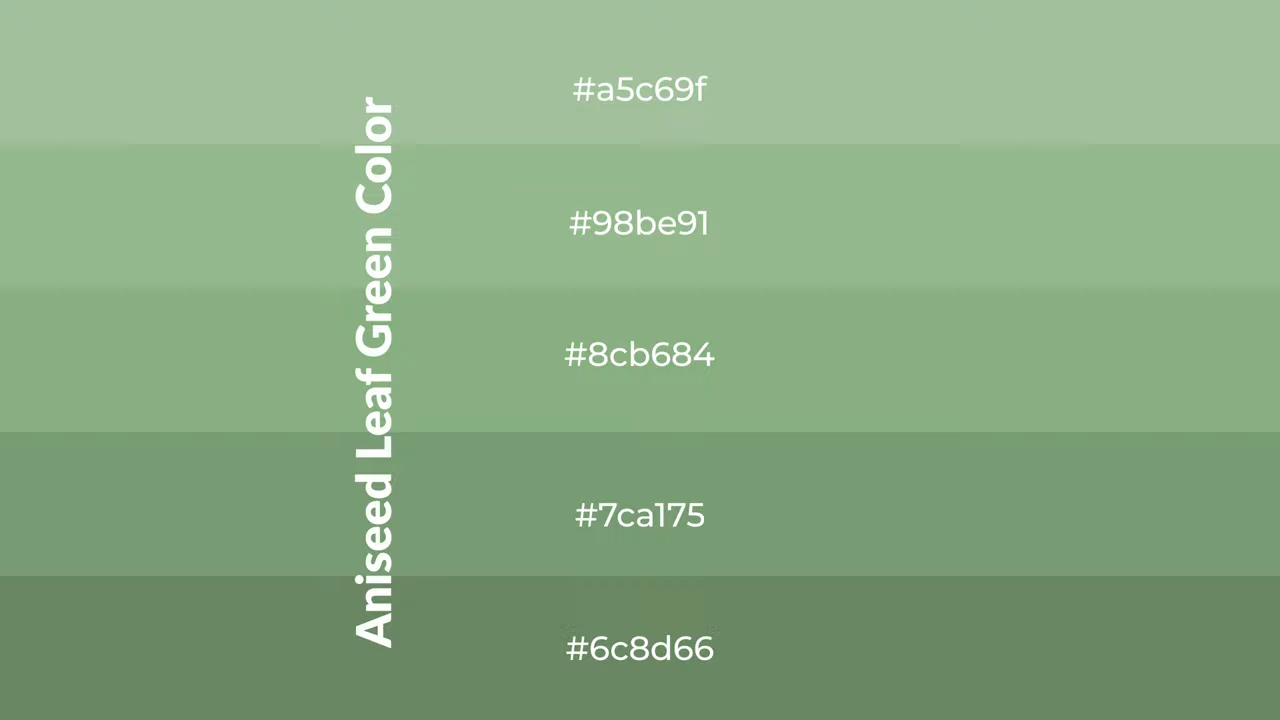 Aniseed Leaf Green Color
#a5c69f
#98be91
#8cb684
#7ca175
#6c8d66